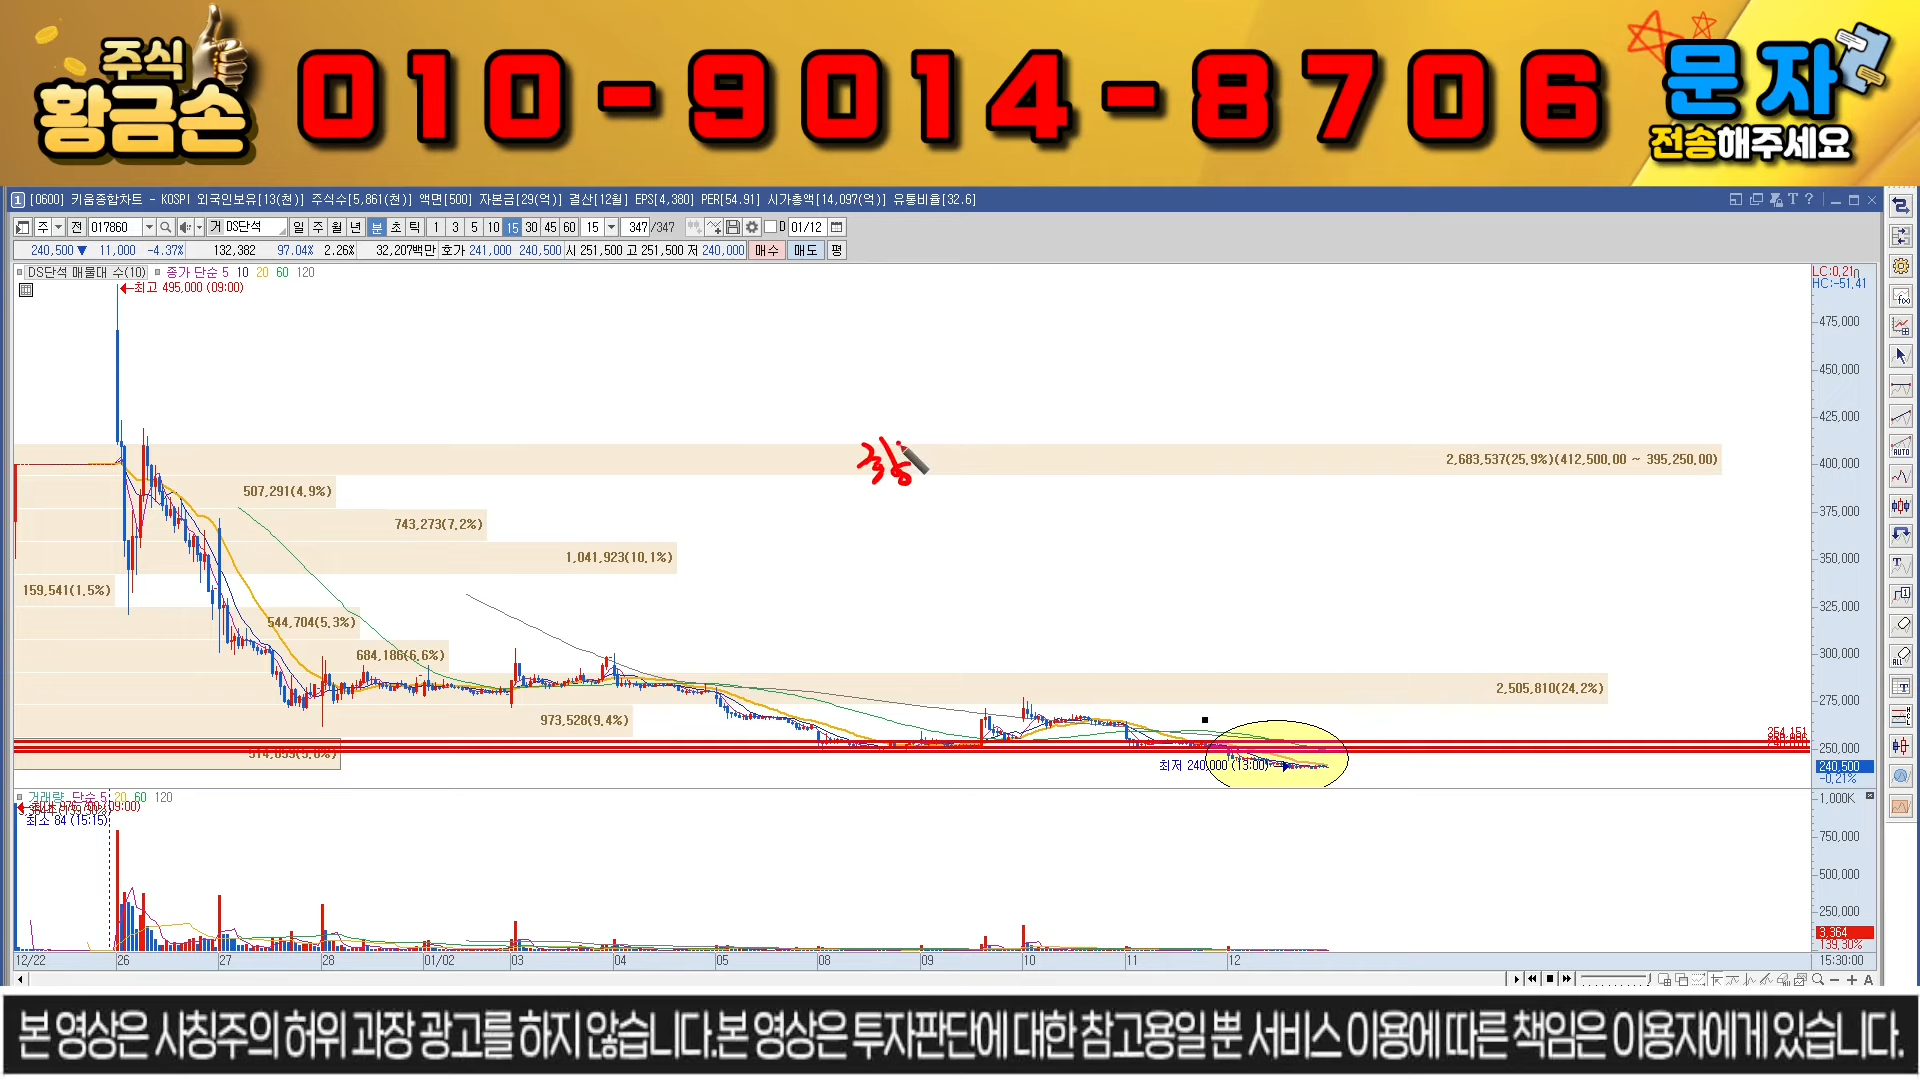 주식
황금손
010-9014-8706
문자
전송해주세요
1 [0600] 키움종합차트 - KOSPI 외국인보유[13(천)] 주식수[5,861(천)] 액면[500] 자본금[29(억)] 결산[12월] EPS[4,380] PER[54.91] 시가총액[14,097(억)] 유통비율[32.6]
주 전 017860 거 DS단석 일 주 월 년 분 초 틱 1 3 5 10 15 30 45 60 15 347 /347 D 01/12
240,500 ▼ 11,000 -4.37% 132,382 97.04% 2.26% 32,207백만 호가 241,000 240,500 시 251,500 고 251,500 저 240,000 매수 매도 평
DS단석 매물대 수(10) 종가 단순 5 10 20 60 120
LC:0,21
HC:-51,41
최고 495,000 (09:00)
475,000
450,000
425,000
2,683,537(25.9%)(412,500.00 ~ 395,250.00)
400,000
507,291(4.9%)
375,000
743,273(7.2%)
1,041,923(10.1%)
350,000
159,541(1.5%)
325,000
544,704(5.3%)
684,186(6.6%)
300,000
2,505,810(24.2%)
275,000
973,528(9.4%)
254,151
250,000
최저 240,000 (13:00)
240,500
-0,21%
거래량 단순 5 20 60 120
최소 84 (15:15)
1,000K
750,000
500,000
250,000
3,364
139,30%
12/22 26 27 28 01/02 03 04 05 08 09 10 11 12 15:30:00
본 영상은 사칭주의 허위 과장 광고를 하지 않습니다.본 영상은 투자판단에 대한 참고용일 뿐 서비스 이용에 따른 책임은 이용자에게 있습니다.